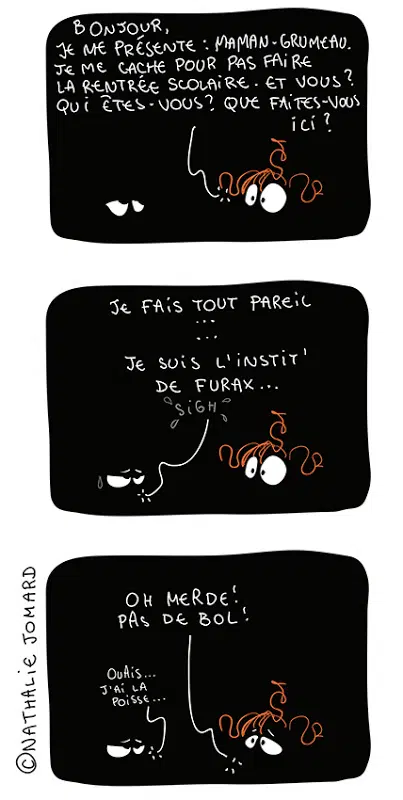 BONJOUR,
JE ME PRÉSENTE : MAMAN-GRUMEAU.
JE ME CACHE POUR PAS FAIRE
LA RENTRÉE SCOLAIRE. ET VOUS?
QUI ÊTES-VOUS? QUE FAITES-VOUS
ICI?
JE FAIS TOUT PAREIL
...
...
JE SUIS L'INSTIT'
DE FURAX...
SIGH
OH MERDE!
PAS DE BOL!
OUAIS...
J'AI LA
POISSE...
©NATHALIE JOMARD